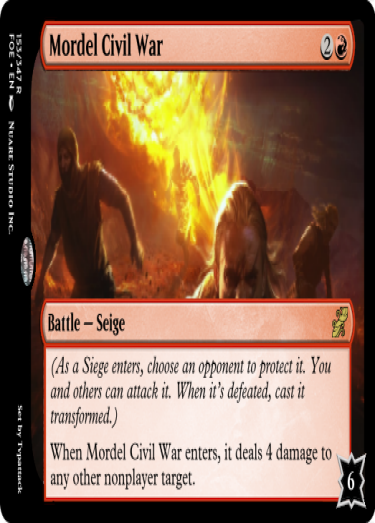 Mordel Civil War
2
Battle – Seige
(As a Siege enters, choose an opponent to protect it. You
and others can attack it. When it's defeated, cast it
transformed.)
When Mordel Civil War enters, it deals 4 damage to
any other nonplayer target.
6
153/347 R
FOE • EN Nuare Studio Inc.
Set by Tvpattack